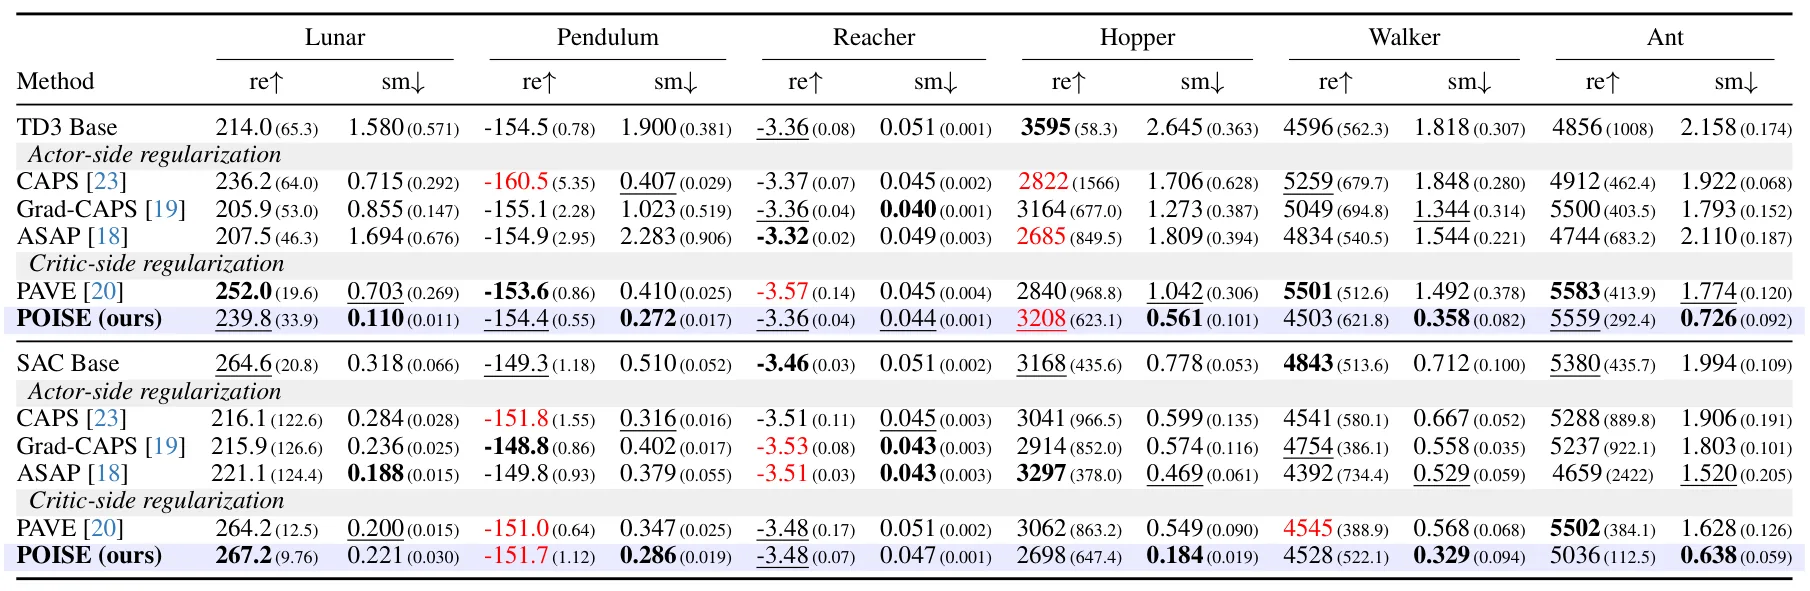 Lunar Pendulum Reacher Hopper Walker Ant
Method re↑ sm↓ re↑ sm↓ re↑ sm↓ re↑ sm↓ re↑ sm↓ re↑ sm↓
TD3 Base 214.0 (65.3) 1.580 (0.571) -154.5 (0.78) 1.900 (0.381) -3.36 (0.08) 0.051 (0.001) 3595 (58.3) 2.645 (0.363) 4596 (562.3) 1.818 (0.307) 4856 (1008) 2.158 (0.174)
Actor-side regularization
CAPS [23] 236.2 (64.0) 0.715 (0.292) -160.5 (5.35) 0.407 (0.029) -3.37 (0.07) 0.045 (0.002) 2822 (1566) 1.706 (0.628) 5259 (679.7) 1.848 (0.280) 4912 (462.4) 1.922 (0.068)
Grad-CAPS [19] 205.9 (53.0) 0.855 (0.147) -155.1 (2.28) 1.023 (0.519) -3.36 (0.04) 0.040 (0.001) 3164 (677.0) 1.273 (0.387) 5049 (694.8) 1.344 (0.314) 5500 (403.5) 1.793 (0.152)
ASAP [18] 207.5 (46.3) 1.694 (0.676) -154.9 (2.95) 2.283 (0.906) -3.32 (0.02) 0.049 (0.003) 2685 (849.5) 1.809 (0.394) 4834 (540.5) 1.544 (0.221) 4744 (683.2) 2.110 (0.187)
Critic-side regularization
PAVE [20] 252.0 (19.6) 0.703 (0.269) -153.6 (0.86) 0.410 (0.025) -3.57 (0.14) 0.045 (0.004) 2840 (968.8) 1.042 (0.306) 5501 (512.6) 1.492 (0.378) 5583 (413.9) 1.774 (0.120)
POISE (ours) 239.8 (33.9) 0.110 (0.011) -154.4 (0.55) 0.272 (0.017) -3.36 (0.04) 0.044 (0.001) 3208 (623.1) 0.561 (0.101) 4503 (621.8) 0.358 (0.082) 5559 (292.4) 0.726 (0.092)
SAC Base 264.6 (20.8) 0.318 (0.066) -149.3 (1.18) 0.510 (0.052) -3.46 (0.03) 0.051 (0.002) 3168 (435.6) 0.778 (0.053) 4843 (513.6) 0.712 (0.100) 5380 (435.7) 1.994 (0.109)
Actor-side regularization
CAPS [23] 216.1 (122.6) 0.284 (0.028) -151.8 (1.55) 0.316 (0.016) -3.51 (0.11) 0.045 (0.003) 3041 (966.5) 0.599 (0.135) 4541 (580.1) 0.667 (0.052) 5288 (889.8) 1.906 (0.191)
Grad-CAPS [19] 215.9 (126.6) 0.236 (0.025) -148.8 (0.86) 0.402 (0.017) -3.53 (0.08) 0.043 (0.003) 2914 (852.0) 0.574 (0.116) 4754 (386.1) 0.558 (0.035) 5237 (922.1) 1.803 (0.101)
ASAP [18] 221.1 (124.4) 0.188 (0.015) -149.8 (0.93) 0.379 (0.055) -3.51 (0.03) 0.043 (0.003) 3297 (378.0) 0.469 (0.061) 4392 (734.4) 0.529 (0.059) 4659 (2422) 1.520 (0.205)
Critic-side regularization
PAVE [20] 264.2 (12.5) 0.200 (0.015) -151.0 (0.64) 0.347 (0.025) -3.48 (0.17) 0.051 (0.002) 3062 (863.2) 0.549 (0.090) 4545 (388.9) 0.568 (0.068) 5502 (384.1) 1.628 (0.126)
POISE (ours) 267.2 (9.76) 0.221 (0.030) -151.7 (1.12) 0.286 (0.019) -3.48 (0.07) 0.047 (0.001) 2698 (647.4) 0.184 (0.019) 4528 (522.1) 0.329 (0.094) 5036 (112.5) 0.638 (0.059)